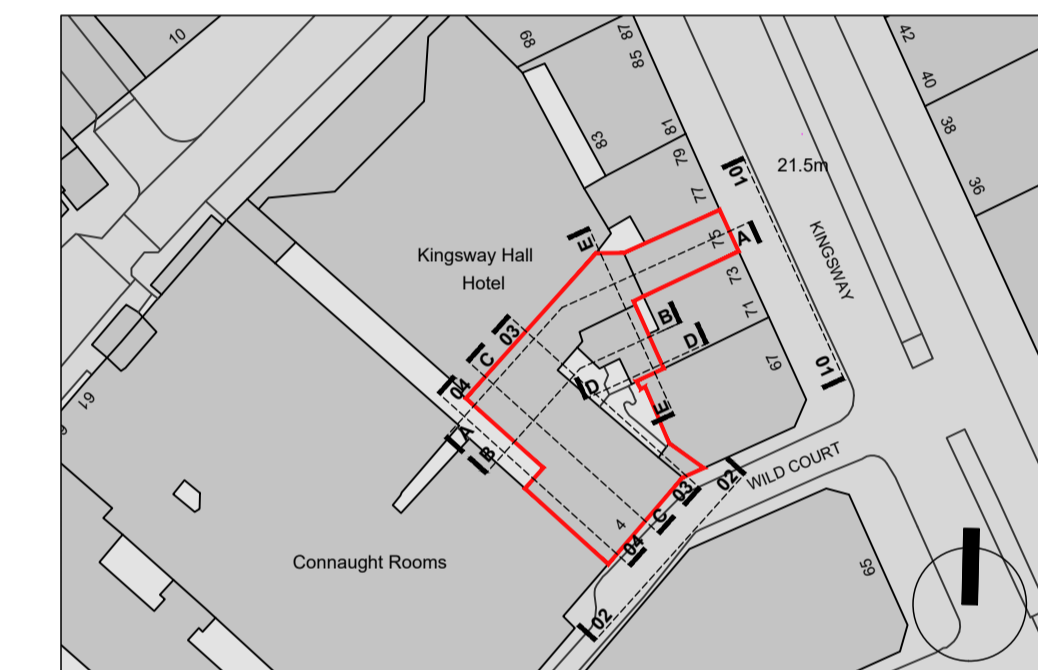 10
89
87
85
42
40
38
36
83
81
79
77
01
21.5m
75
A
E
73
KINGSWAY
Kingsway Hall
Hotel
71
B
D
03
C
04
67
01
D
E
61
A
B
WILD COURT
02
03
C
4
04
65
Connaught Rooms
02